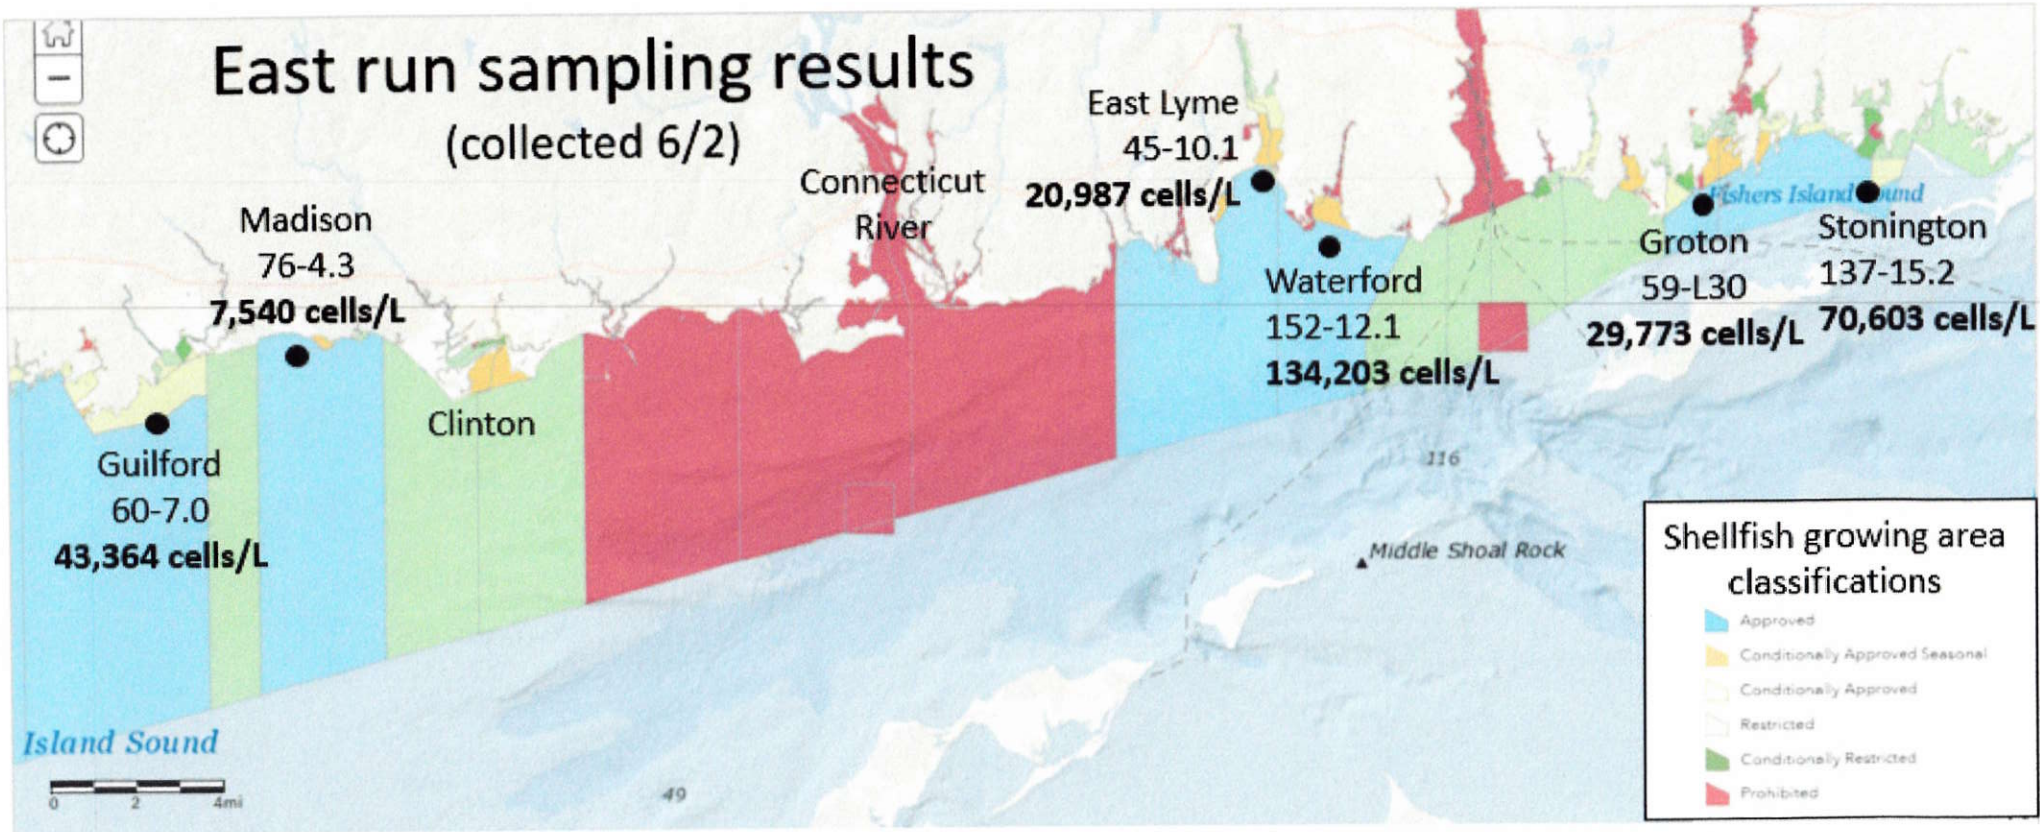 East run sampling results
(collected 6/2)
East Lyme
45-10.1
20,987 cells/L
Connecticut
River
Madison
76-4.3
7,540 cells/L
Fishers Island
und
Groton
59-L30
29,773 cells/L
Stonington
137-15.2
70,603 cells/L
Waterford
152-12.1
134,203 cells/L
Clinton
Guilford
60-7.0
43,364 cells/L
116
Middle Shoal Rock
Island Sound
0 2 4mi
49
Shellfish growing area
classifications
Approved
Conditionally Approved Seasonal
Conditionally Approved
Restricted
Conditionally Restricted
Prohibited